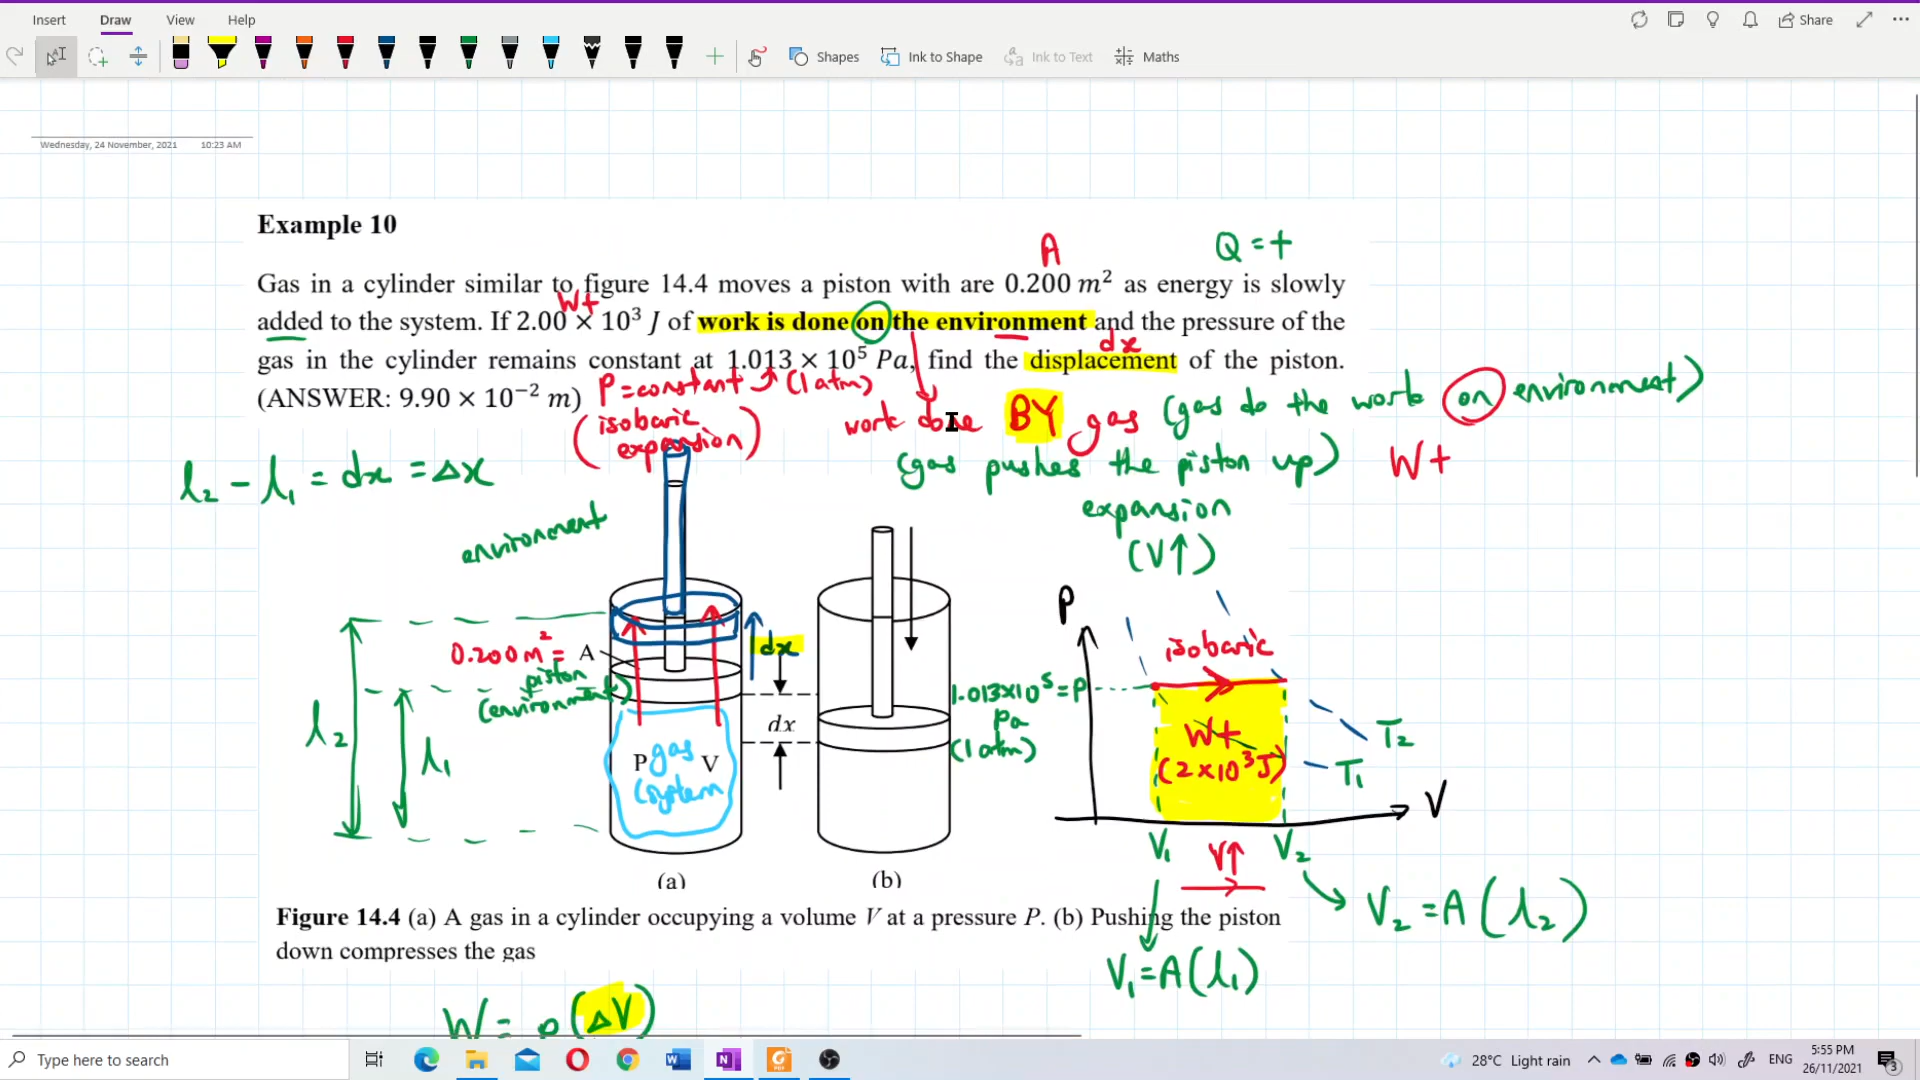 Insert Draw View Help Share
Shapes Ink to Shape Ink to Text Maths
Wednesday, 24 November, 2021 10:23 AM
Example 10
A
Q = +
Gas in a cylinder similar to figure 14.4 moves a piston with are 0.200 m² as energy is slowly
W+
added to the system. If 2.00 × 10³ J of work is done on the environment and the pressure of the
dx
gas in the cylinder remains constant at 1.013 × 10⁵ Pa, find the displacement of the piston.
(ANSWER: 9.90 × 10⁻² m)
P = constant (1 atm)
(isobaric
expansion)
work done BY gas (gas do the work on environment)
(gas pushes the piston up) W+
expansion
(V↑)
l₂ - l₁ = dx = Δx
environment
0.200 m² = A
piston
(environment)
dx
dx
l₂
l₁
P V
gas
(system
1.013×10⁵ = P
Pa
(1 atm)
P
isobaric
W+
(2×10³J)
T₂
T₁
V
V₁ V↑ V₂
V₂ = A(l₂)
V₁ = A(l₁)
(a) (b)
Figure 14.4 (a) A gas in a cylinder occupying a volume V at a pressure P. (b) Pushing the piston
down compresses the gas
W = P(ΔV)
Type here to search
28°C Light rain
ENG
5:55 PM
26/11/2021
3